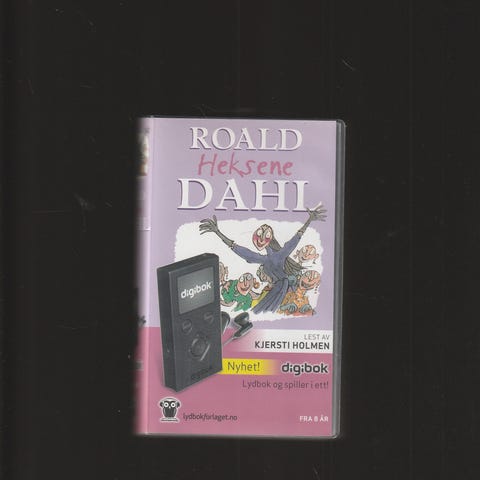 ROALD
Heksene
DAHL
digibok
LEST AV
KJERSTI HOLMEN
Nyhet!
digibok
digibok
Lydbok og spiller i ett!
lydbokforlaget.no
FRA 8 ÅR